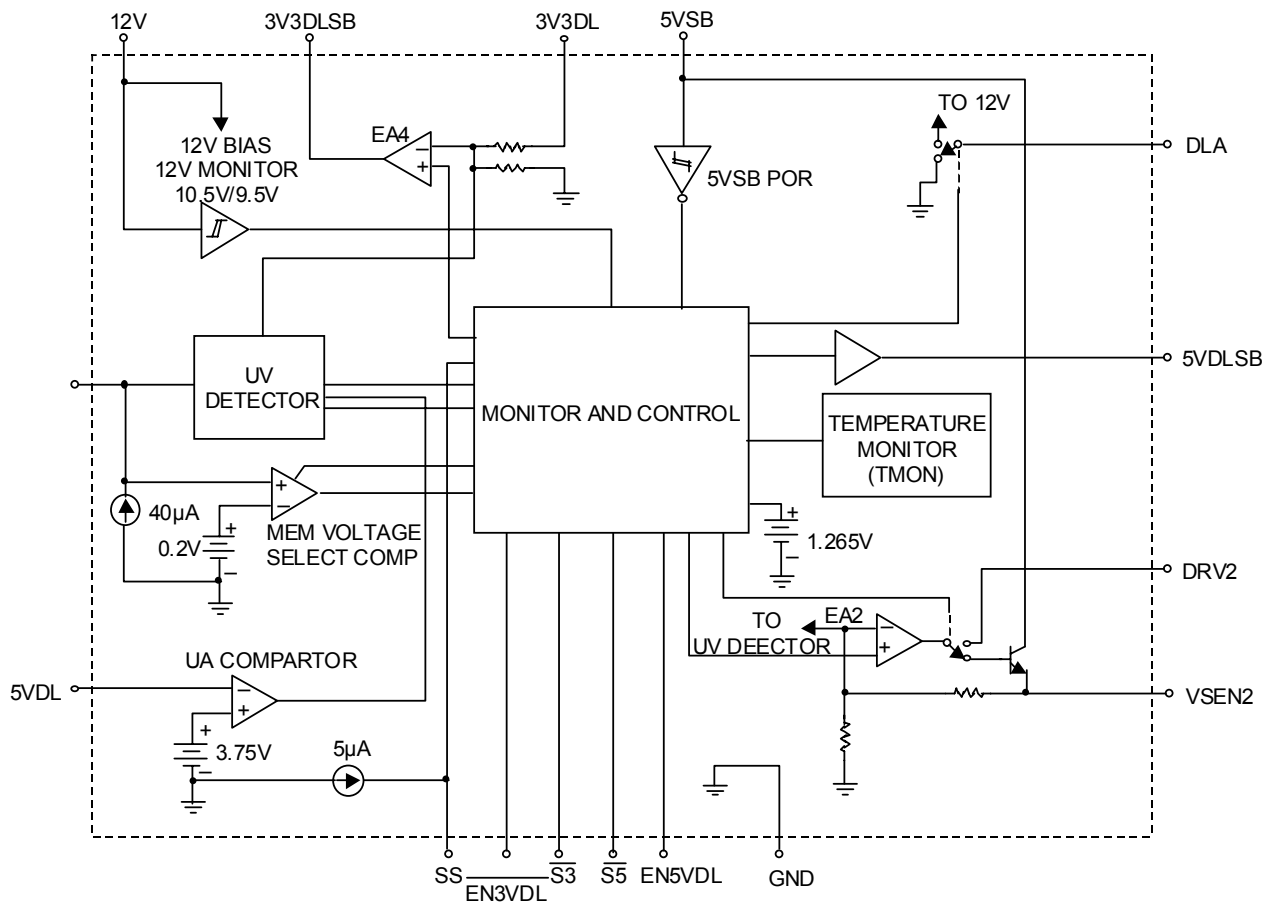 12V
3V3DLSB
3V3DL
5VSB
TO 12V
DLA
EA4
−
+
12V BIAS
12V MONITOR
10.5V/9.5V
5VSB POR
UV
DETECTOR
MONITOR AND CONTROL
5VDLSB
TEMPERATURE
MONITOR
(TMON)
+
−
40µA
MEM VOLTAGE
SELECT COMP
+
0.2V
−
+
1.265V
−
DRV2
TO
UV DEECTOR
EA2
−
+
UA COMPARTOR
5VDL
−
+
VSEN2
+
3.75V
−
5µA
SS
EN3VDL
S3
S5
EN5VDL
GND